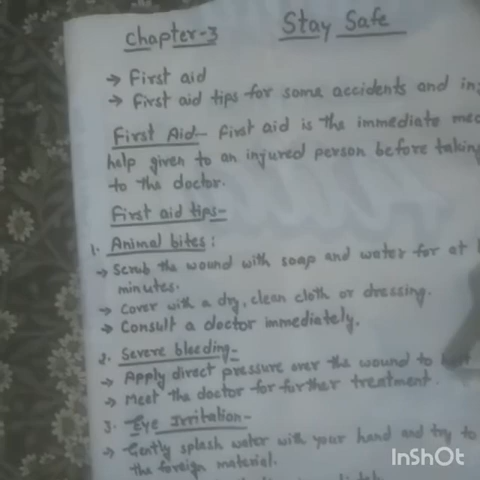 Chapter-3 Stay Safe
→ First aid
→ First aid tips for some accidents and
First Aid- First aid is the immediate
help given to an injured person before taking
to the doctor.
First aid tips-
1. Animal bites:
→ Scrub the wound with soap and water for at
minutes.
→ Cover with a dry, clean cloth or dressing.
→ Consult a doctor immediately.
2. Severe bleeding-
→ Apply direct pressure over the wound to
→ Meet the doctor for further treatment.
3. Eye Irritation-
→ Gently splash water with your hand and try to
the foreign material.
InShOt